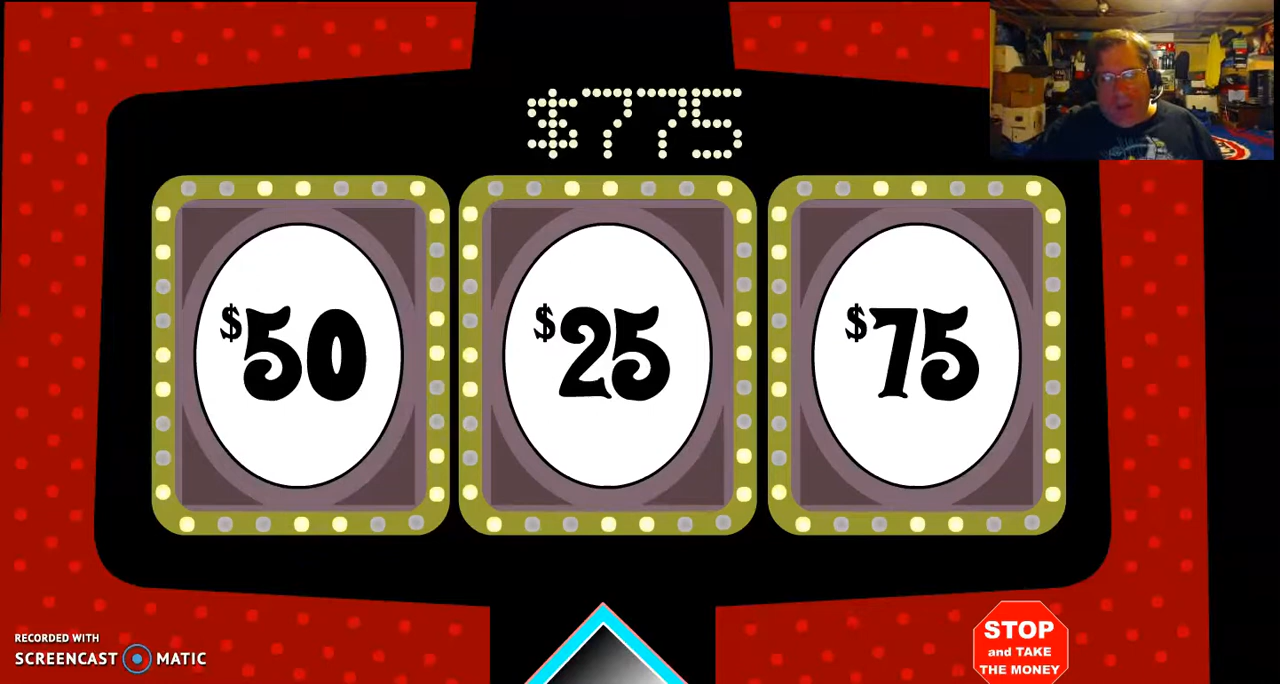 $775
$50
$25
$75
STOP
and TAKE
THE MONEY
RECORDED WITH
SCREENCAST MATIC